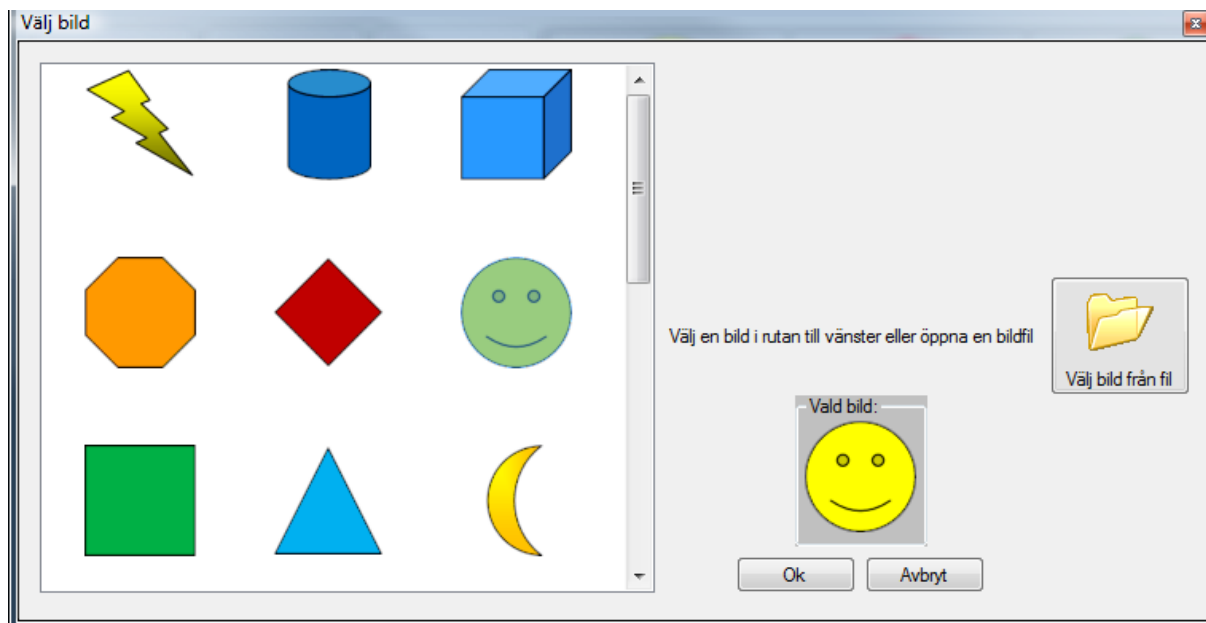 Välj bild
Välj en bild i rutan till vänster eller öppna en bildfil
Välj bild från fil
Vald bild:
Ok
Avbryt